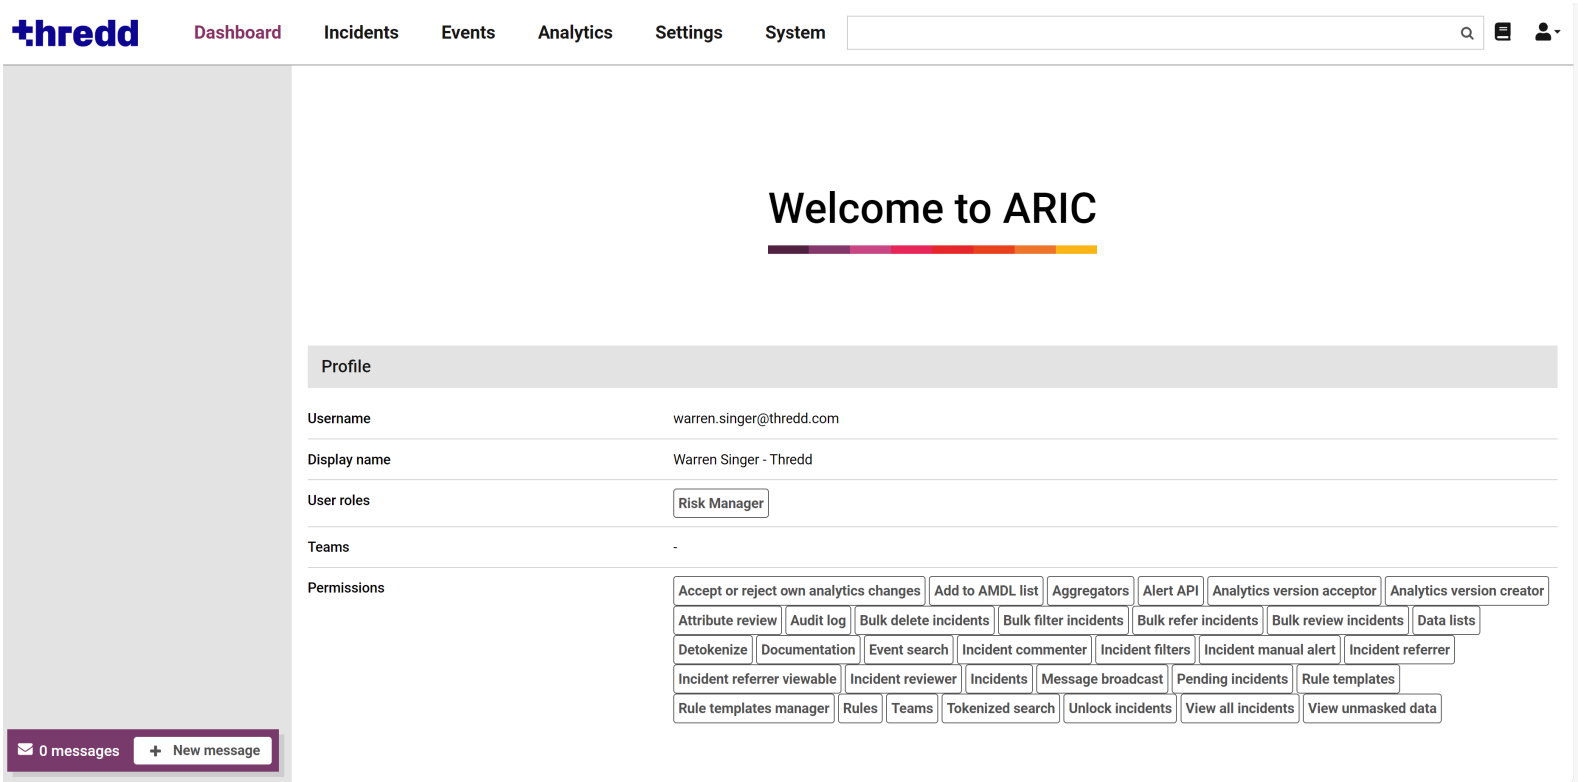 thredd Dashboard Incidents Events Analytics Settings System
Welcome to ARIC
Profile
Username warren.singer@thredd.com
Display name Warren Singer - Thredd
User roles Risk Manager
Teams -
Permissions Accept or reject own analytics changes Add to AMDL list Aggregators Alert API Analytics version acceptor Analytics version creator
Attribute review Audit log Bulk delete incidents Bulk filter incidents Bulk refer incidents Bulk review incidents Data lists
Detokenize Documentation Event search Incident commenter Incident filters Incident manual alert Incident referrer
Incident referrer viewable Incident reviewer Incidents Message broadcast Pending incidents Rule templates
Rule templates manager Rules Teams Tokenized search Unlock incidents View all incidents View unmasked data
0 messages + New message